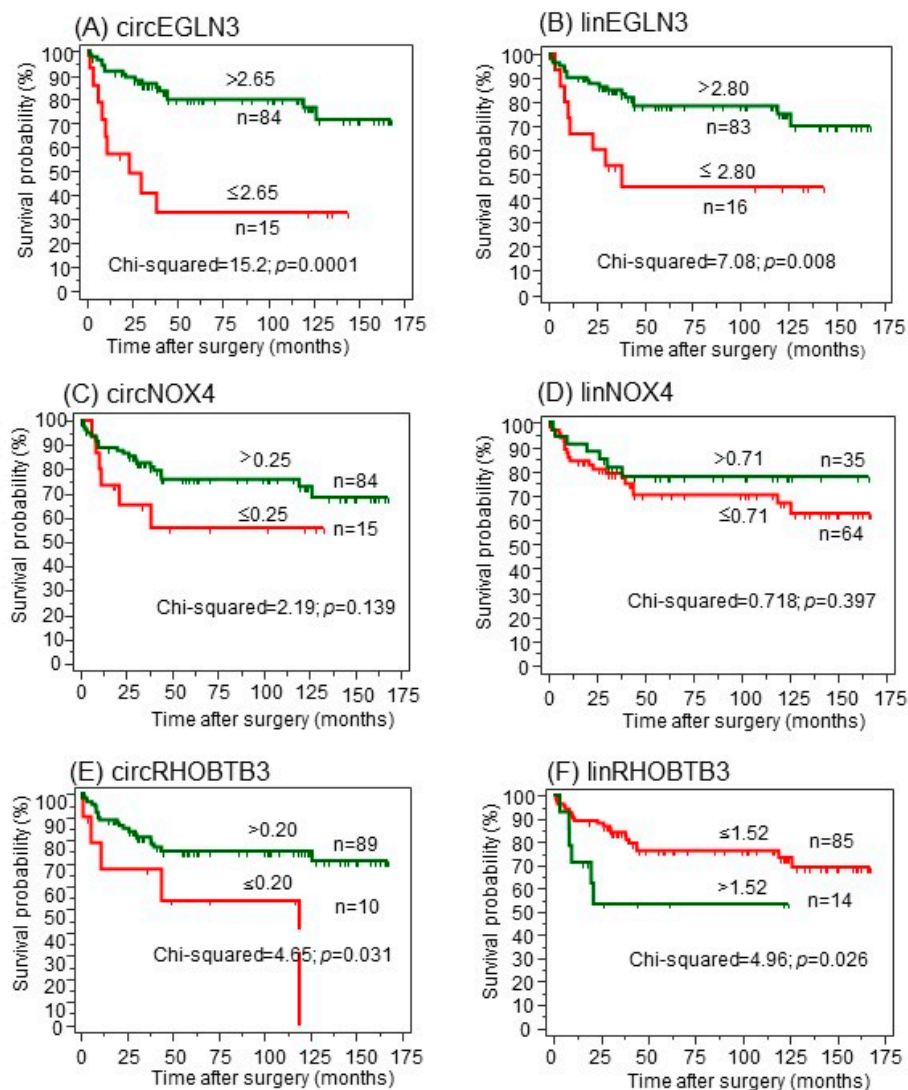 (A) circEGLN3
Survival probability (%)
100
90
80
70
60
50
40
30
20
10
0
>2.65
n=84
≤2.65
n=15
Chi-squared=15.2; p=0.0001
0 25 50 75 100 125 150 175
Time after surgery (months)
(B) linEGLN3
Survival probability (%)
100
90
80
70
60
50
40
30
20
10
0
>2.80
n=83
≤ 2.80
n=16
Chi-squared=7.08; p=0.008
0 25 50 75 100 125 150 175
Time after surgery (months)
(C) circNOX4
Survival probability (%)
100
90
80
70
60
50
40
30
20
10
0
>0.25
n=84
≤0.25
n=15
Chi-squared=2.19; p=0.139
0 25 50 75 100 125 150 175
Time after surgery (months)
(D) linNOX4
Survival probability (%)
100
90
80
70
60
50
40
30
20
10
0
>0.71
n=35
≤0.71
n=64
Chi-squared=0.718; p=0.397
0 25 50 75 100 125 150 175
Time after surgery (months)
(E) circRHOBTB3
Survival probability (%)
100
90
80
70
60
50
40
30
20
10
0
>0.20
n=89
≤0.20
n=10
Chi-squared=4.65; p=0.031
0 25 50 75 100 125 150 175
Time after surgery (months)
(F) linRHOBTB3
Survival probability (%)
100
90
80
70
60
50
40
30
20
10
0
≤1.52
n=85
>1.52
n=14
Chi-squared=4.96; p=0.026
0 25 50 75 100 125 150 175
Time after surgery (months)